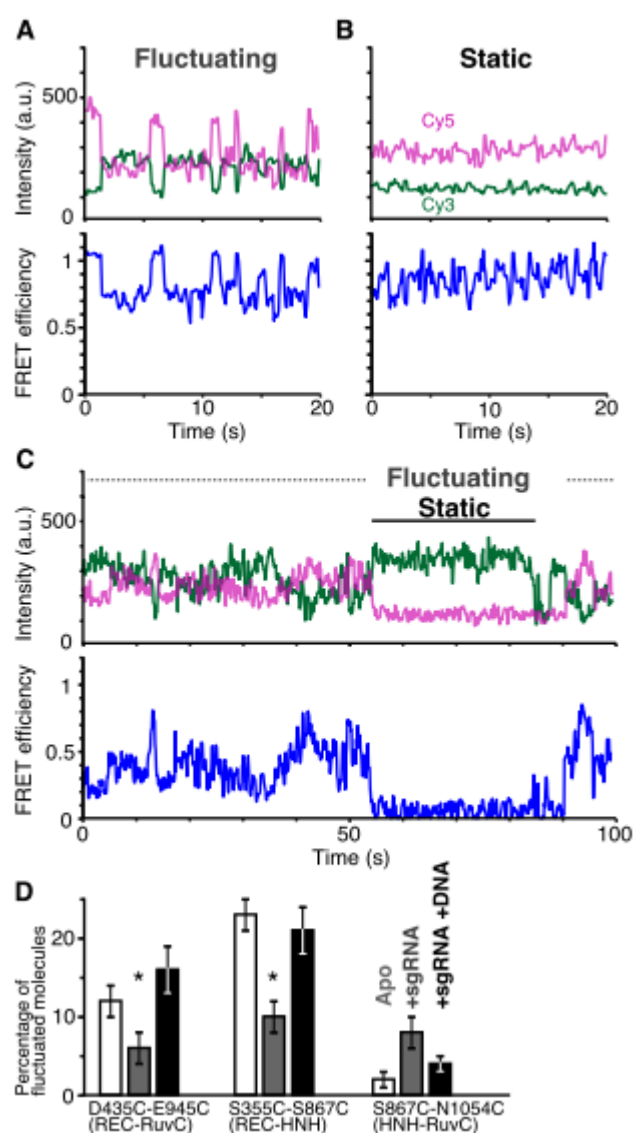 A
Fluctuating
B
Static
Intensity (a.u.)
500
0
Cy5
Cy3
FRET efficiency
1
0.5
0
0
10
20
Time (s)
0
10
20
Time (s)
C
Fluctuating
Static
Intensity (a.u.)
500
0
FRET efficiency
1
0.5
0
0
50
100
Time (s)
D
Percentage of
fluctuated molecules
20
10
0
*
*
Apo
+sgRNA
+sgRNA +DNA
D435C-E945C
(REC-RuvC)
S355C-S867C
(REC-HNH)
S867C-N1054C
(HNH-RuvC)